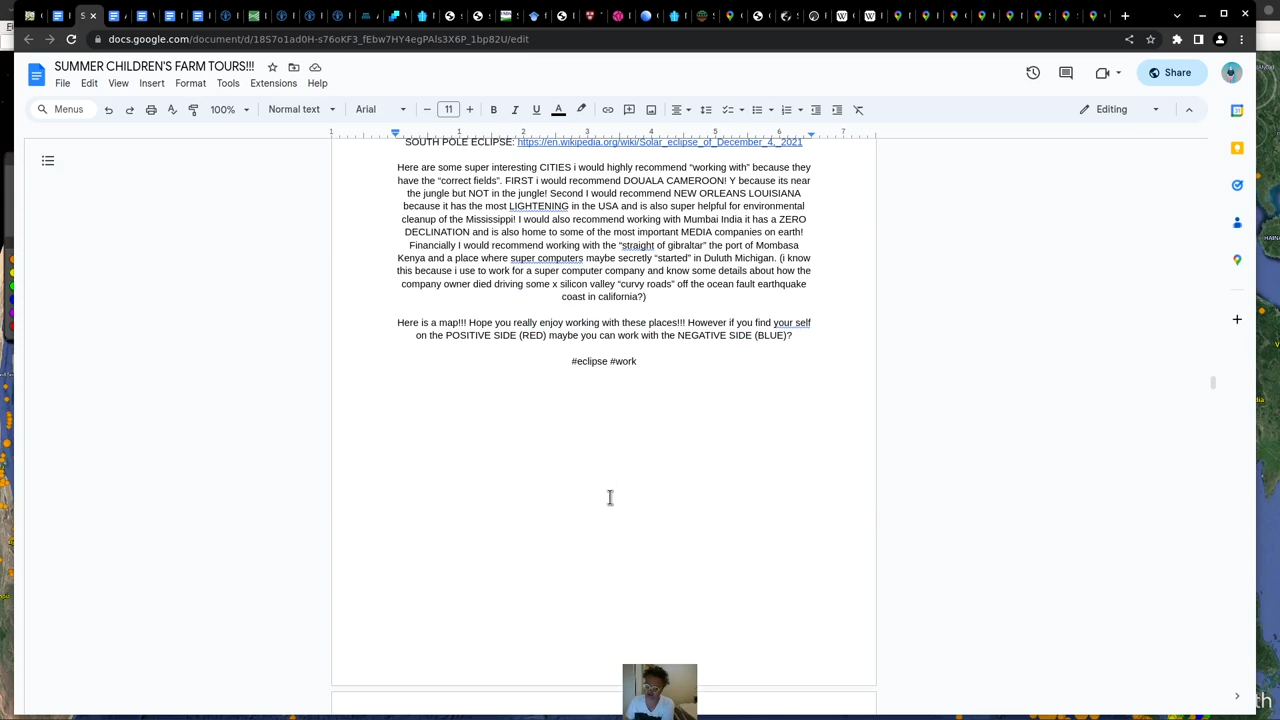 docs.google.com/document/d/18S7o1ad0H-s76oKF3_fEbw7HY4egPAls3X6P_1bp82U/edit
SUMMER CHILDREN'S FARM TOURS!!!
File Edit View Insert Format Tools Extensions Help
Share
Menus 100% Normal text Arial 11 Editing
1 1 2 3 4 5 6 7
SOUTH POLE ECLIPSE: https://en.wikipedia.org/wiki/Solar_eclipse_of_December_4,_2021
Here are some super interesting CITIES i would highly recommend “working with” because they
have the “correct fields”. FIRST i would recommend DOUALA CAMEROON! Y because its near
the jungle but NOT in the jungle! Second I would recommend NEW ORLEANS LOUISIANA
because it has the most LIGHTENING in the USA and is also super helpful for environmental
cleanup of the Mississippi! I would also recommend working with Mumbai India it has a ZERO
DECLINATION and is also home to some of the most important MEDIA companies on earth!
Financially I would recommend working with the “straight of gibraltar” the port of Mombasa
Kenya and a place where super computers maybe secretly “started” in Duluth Michigan. (i know
this because i use to work for a super computer company and know some details about how the
company owner died driving some x silicon valley “curvy roads” off the ocean fault earthquake
coast in california?)
Here is a map!!! Hope you really enjoy working with these places!!! However if you find your self
on the POSITIVE SIDE (RED) maybe you can work with the NEGATIVE SIDE (BLUE)?
#eclipse #work